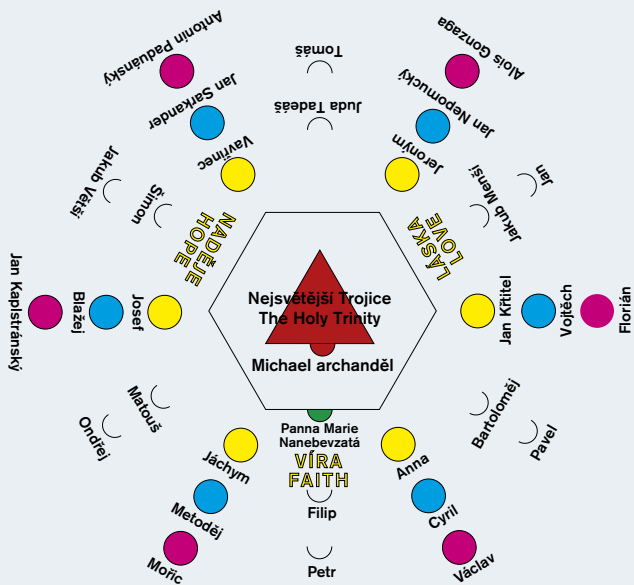 Antonín Paduánský
Tomáš
Alois Gonzaga
Jan Sarkander
Juda Tadeáš
Jan Nepomucký
Vavřinec
Jeroným
Jakub Větší
Šimon
Jakub Menší
Jan
NADĚJE
HOPE
LÁSKA
LOVE
Jan Kapistránský
Blažej
Josef
Nejsvětější Trojice
The Holy Trinity
Michael archanděl
Jan Křtitel
Vojtěch
Florián
Ondřej
Matouš
Bartoloměj
Pavel
Panna Marie
Nanebevzatá
VÍRA
FAITH
Jáchym
Anna
Metoděj
Filip
Cyril
Mořic
Petr
Václav